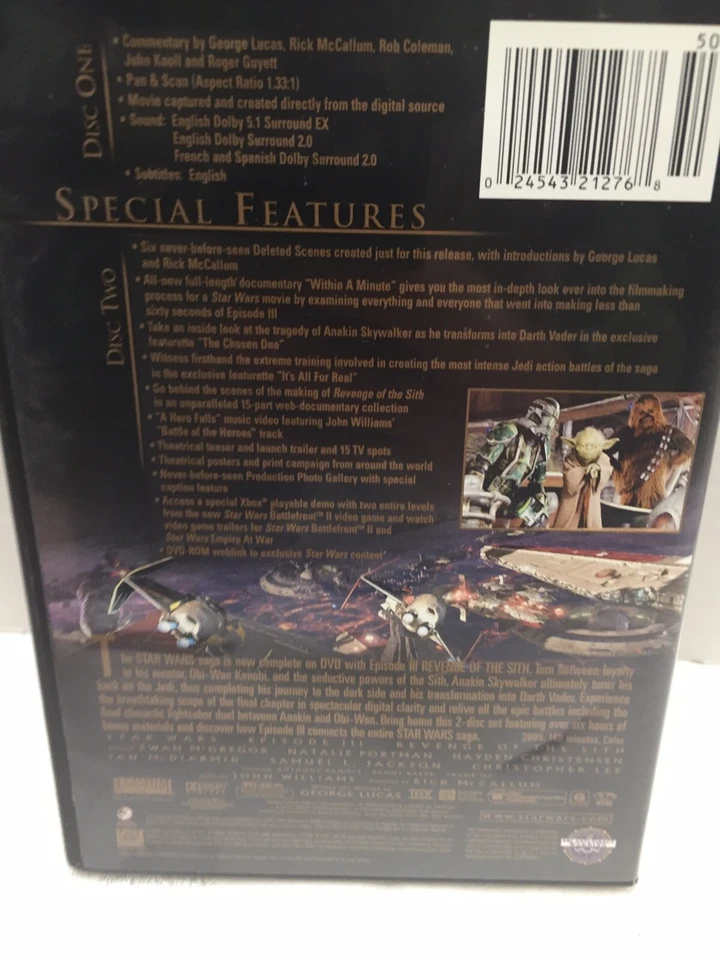 DISC ONE
• Commentary by George Lucas, Rick McCallum, Rob Coleman,
John Knoll and Roger Guyett
• Pan & Scan (Aspect Ratio 1.33:1)
• Movie captured and created directly from the digital source
• Sound: English Dolby 5.1 Surround EX
English Dolby Surround 2.0
French and Spanish Dolby Surround 2.0
• Subtitles: English
50
0 24543 21276 8
SPECIAL FEATURES
DISC TWO
• Six never-before-seen Deleted Scenes created just for this release, with introductions by George Lucas
and Rick McCallum
• All-new full-length documentary "Within A Minute" gives you the most in-depth look ever into the filmmaking
process for a Star Wars movie by examining everything and everyone that went into making less than
sixty seconds of Episode III
• Take an inside look at the tragedy of Anakin Skywalker as he transforms into Darth Vader in the exclusive
featurette "The Chosen One"
• Witness firsthand the extreme training involved in creating the most intense Jedi action battles of the saga
in the exclusive featurette "It's All For Real"
• Go behind the scenes of the making of Revenge of the Sith
in an unparalleled 15-part web-documentary collection
• "A Hero Falls" music video featuring John Williams'
"Battle of the Heroes" track
• Theatrical teaser and launch trailer and 15 TV spots
• Theatrical posters and print campaign from around the world
• Never-before-seen Production Photo Gallery with special
caption feature
• Access a special Xbox® playable demo with two entire levels
from the new Star Wars Battlefront™ II video game and watch
video game trailers for Star Wars Battlefront™ II and
Star Wars Empire At War
• DVD-ROM weblink to exclusive Star Wars content*
The STAR WARS saga is now complete on DVD with Episode III REVENGE OF THE SITH. Torn between loyalty
to his mentor, Obi-Wan Kenobi, and the seductive powers of the Sith, Anakin Skywalker ultimately turns his
back on the Jedi, thus completing his journey to the dark side and his transformation into Darth Vader. Experience
the breathtaking scope of the final chapter in spectacular digital clarity and relive all the epic battles including the
final climactic lightsaber duel between Anakin and Obi-Wan. Bring home this 2-disc set featuring over six hours of
bonus materials and discover how Episode III connects the entire STAR WARS saga. 2005, Color
STAR WARS EPISODE III REVENGE OF THE SITH
EWAN McGREGOR NATALIE PORTMAN HAYDEN CHRISTENSEN
IAN McDIARMID SAMUEL L. JACKSON CHRISTOPHER LEE
ANTHONY DANIELS KENNY BAKER FRANK OZ
JOHN WILLIAMS RICK McCALLUM
GEORGE LUCAS THX
www.starwars.com